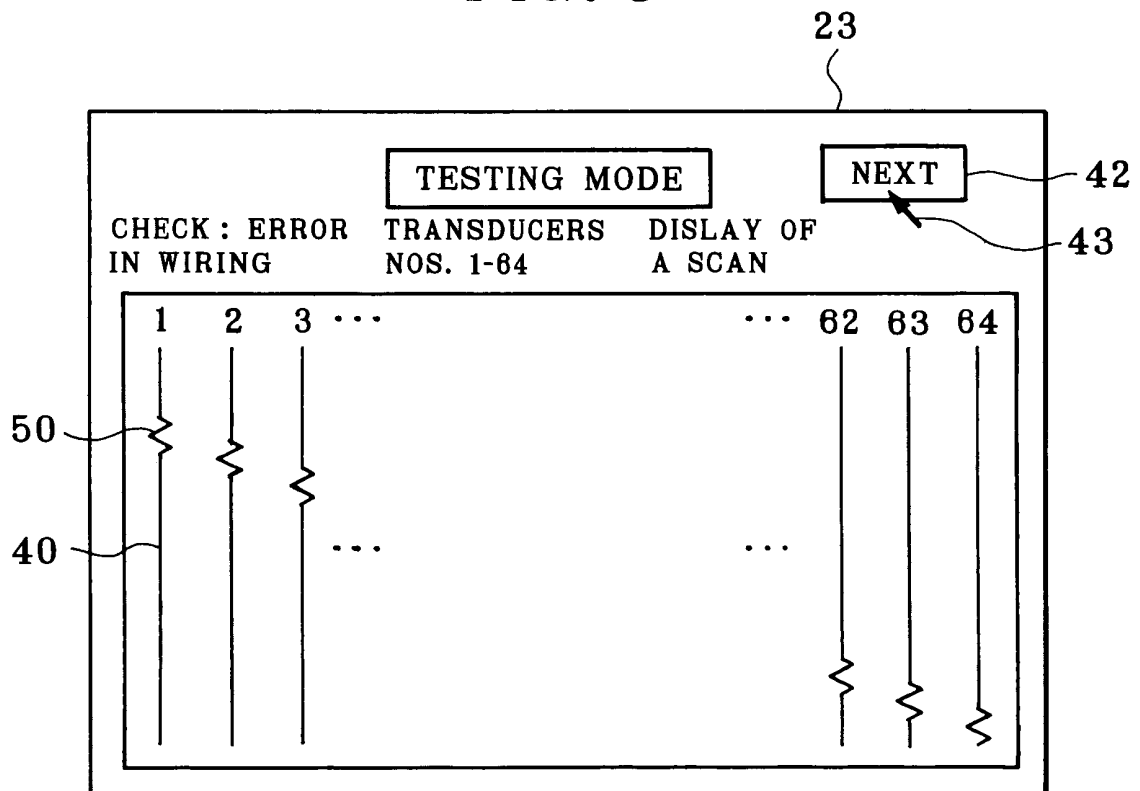 23
TESTING MODE
NEXT
42
43
CHECK : ERROR IN WIRING
TRANSDUCERS NOS. 1-64
DISLAY OF A SCAN
1 2 3 ... ... 62 63 64
50
40
... ...